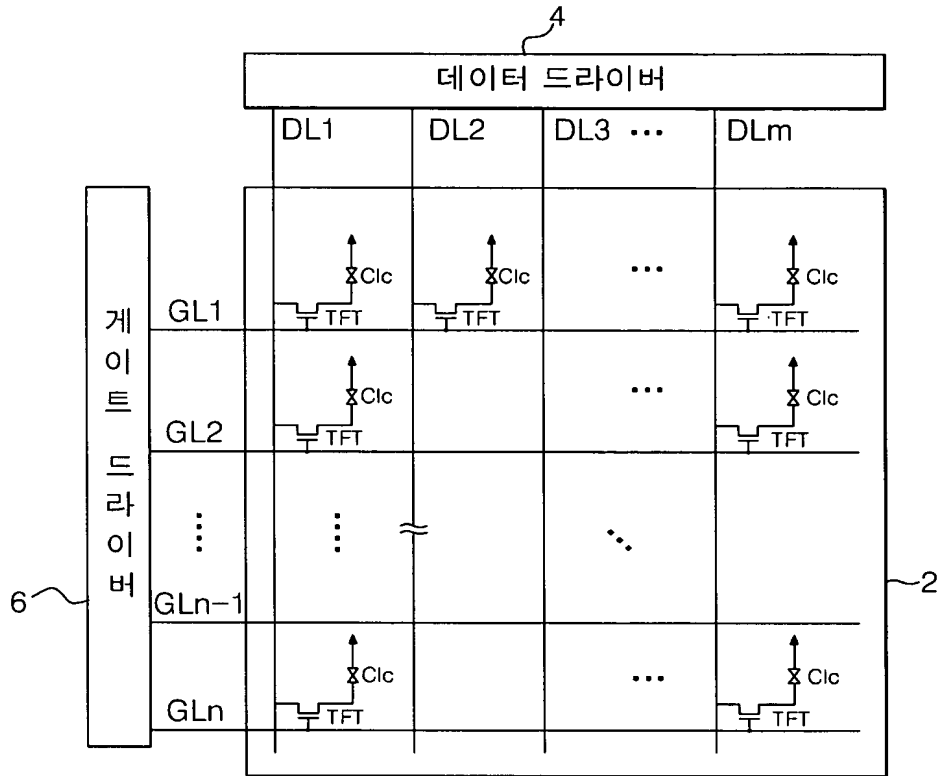 4
데이터 드라이버
DL1 DL2 DL3 ••• DLm
Clc Clc ••• Clc
GL1 TFT TFT TFT
Clc ••• Clc
GL2 TFT TFT
게이트 드라이버
6
2
GLn-1
Clc ••• Clc
GLn TFT TFT